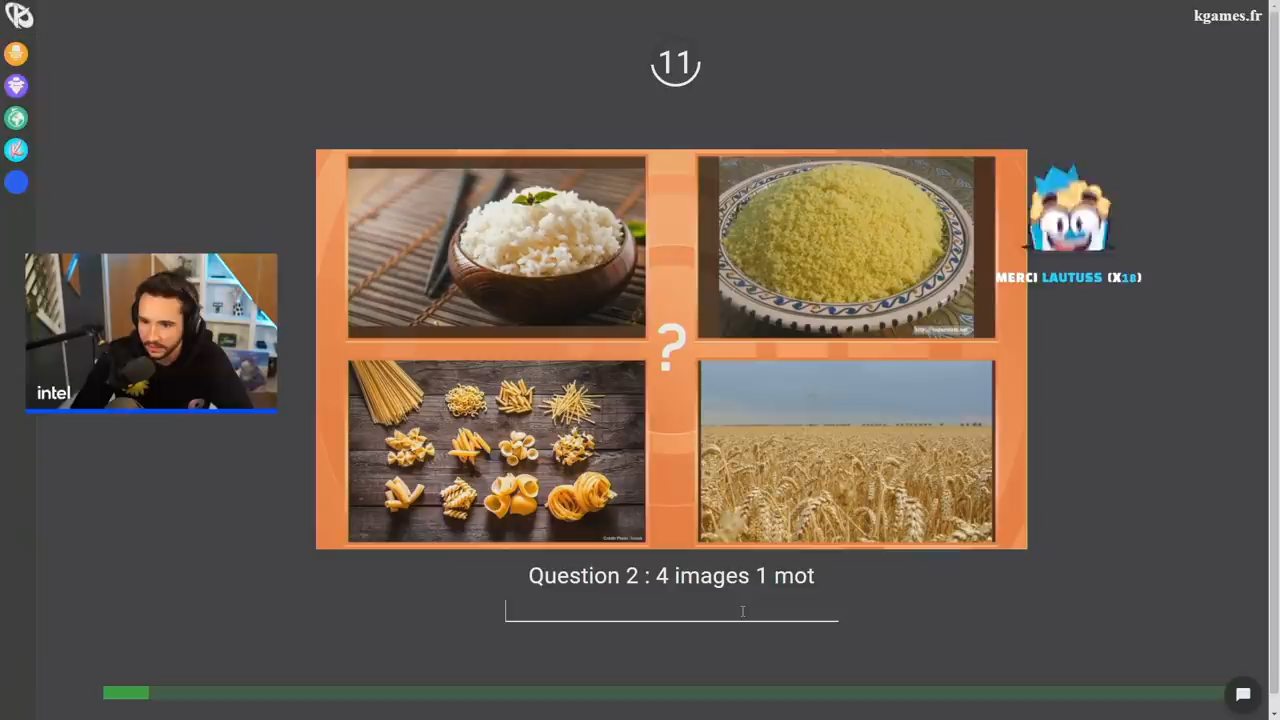 kgames.fr
11
?
MERCI LAUTUSS (X18)
intel
Question 2 : 4 images 1 mot